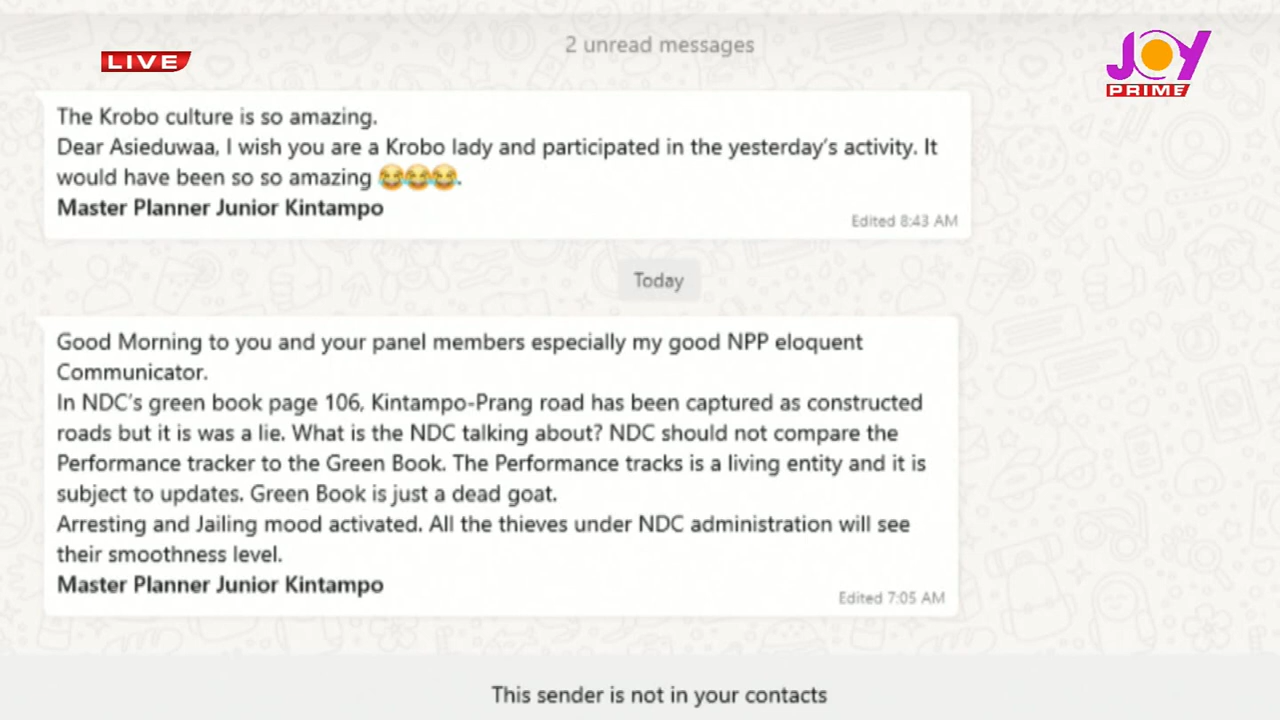 2 unread messages
LIVE
JOY
PRIME
The Krobo culture is so amazing.
Dear Asieduwaa, I wish you are a Krobo lady and participated in the yesterday's activity. It
would have been so so amazing 😂😂😂.
Master Planner Junior Kintampo
Edited 8:43 AM
Today
Good Morning to you and your panel members especially my good NPP eloquent
Communicator.
In NDC's green book page 106, Kintampo-Prang road has been captured as constructed
roads but it is was a lie. What is the NDC talking about? NDC should not compare the
Performance tracker to the Green Book. The Performance tracks is a living entity and it is
subject to updates. Green Book is just a dead goat.
Arresting and Jailing mood activated. All the thieves under NDC administration will see
their smoothness level.
Master Planner Junior Kintampo
Edited 7:05 AM
This sender is not in your contacts